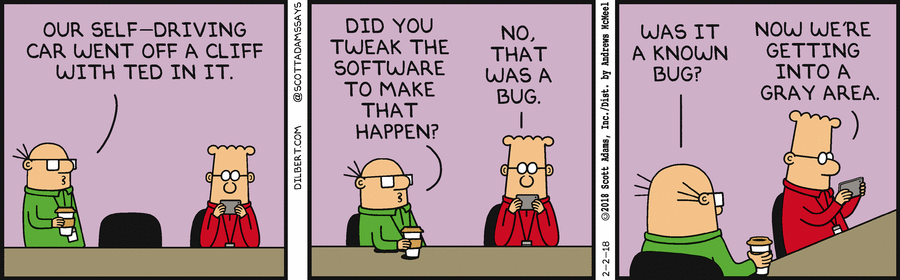 OUR SELF-DRIVING
CAR WENT OFF A CLIFF
WITH TED IN IT.
DILBERT.COM @SCOTTADAMSSAYS
DID YOU
TWEAK THE
SOFTWARE
TO MAKE
THAT
HAPPEN?
NO,
THAT
WAS A
BUG.
2-2-18 ©2018 Scott Adams, Inc./Dist. by Andrews McMeel
WAS IT
A KNOWN
BUG?
NOW WE'RE
GETTING
INTO A
GRAY AREA.